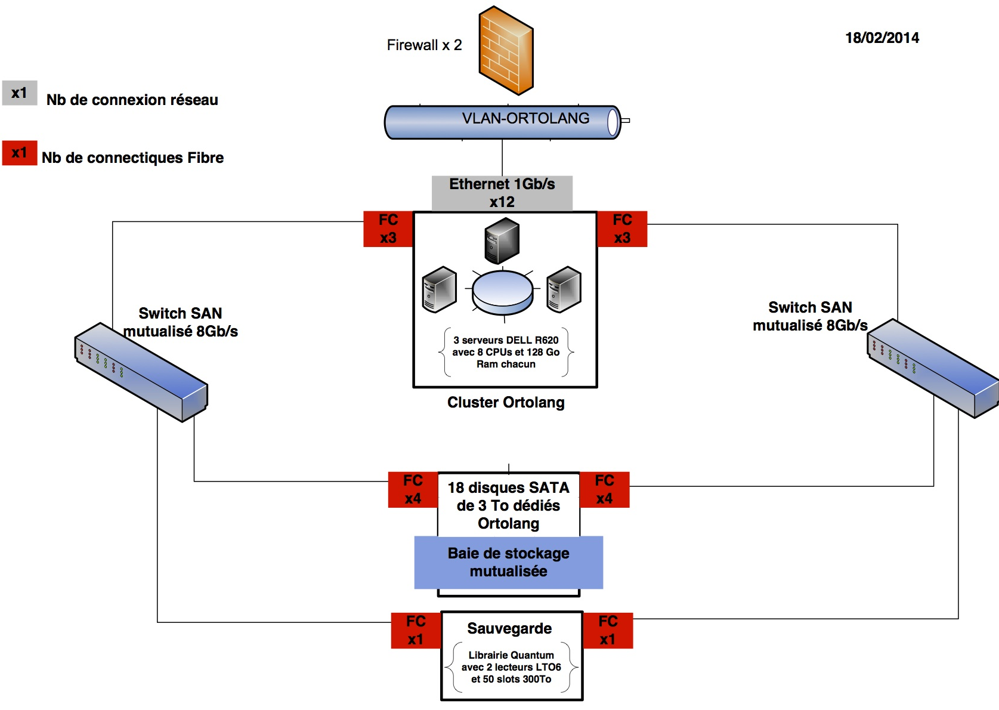 Firewall x 2
18/02/2014
x1
Nb de connexion réseau
VLAN-ORTOLANG
x1
Nb de connectiques Fibre
Ethernet 1Gb/s
x12
FC
x3
FC
x3
Switch SAN
mutualisé 8Gb/s
Switch SAN
mutualisé 8Gb/s
3 serveurs DELL R620
avec 8 CPUs et 128 Go
Ram chacun
Cluster Ortolang
FC
x4
18 disques SATA
de 3 To dédiés
Ortolang
FC
x4
Baie de stockage
mutualisée
FC
x1
Sauvegarde
FC
x1
Librairie Quantum
avec 2 lecteurs LTO6
et 50 slots 300To